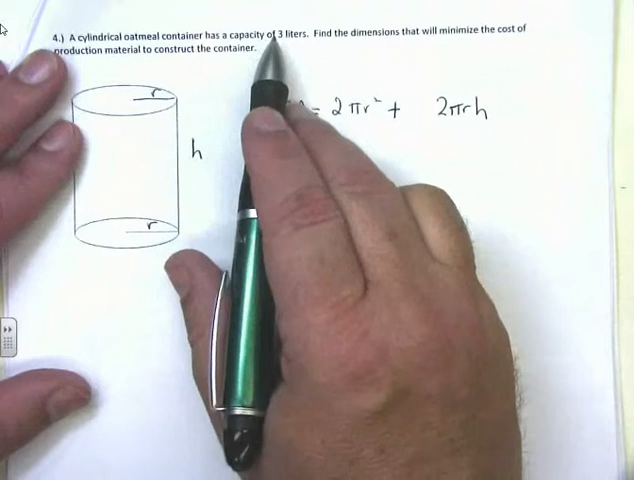 4.) A cylindrical oatmeal container has a capacity of 3 liters. Find the dimensions that will minimize the cost of
production material to construct the container.
r
= 2πr² + 2πrh
h
r